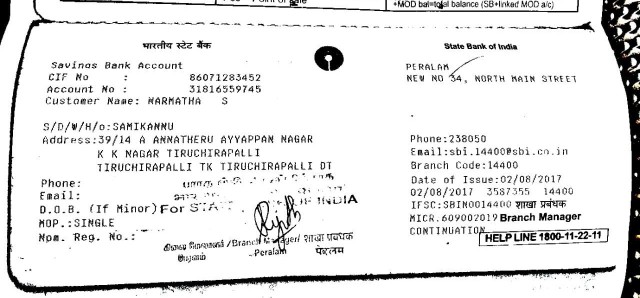 +MOD bal=total balance (SB+linked MOD a/c)
भारतीय स्टेट बैंक
State Bank of India
Savings Bank Account
CIF No : 86071283452
Account No : 31816559745
Customer Name: NARMATHA S
PERALAM
NEW NO 34, NORTH MAIN STREET
S/D/W/H/o:SAMIKANNU
Address:39/14 A ANNATHERU AYYAPPAN NAGAR
K K NAGAR TIRUCHIRAPALLI
TIRUCHIRAPALLI TK TIRUCHIRAPALLI DT
Phone:
Email:
D.O.B. (If Minor)
For STATE OF INDIA
MOP.:SINGLE
Nom. Reg. No.:
கிளை மேலாளர் /Branch Manager/ शाखा प्रबंधक
Peralam
पेरलम
Phone:238050
Email:sbi.14400@sbi.co.in
Branch Code:14400
Date of Issue:02/08/2017
02/08/2017 3587355 14400
IFSC:SBIN0014400 शाखा प्रबंधक
MICR.609002019 Branch Manager
CONTINUATION
HELP LINE 1800-11-22-11